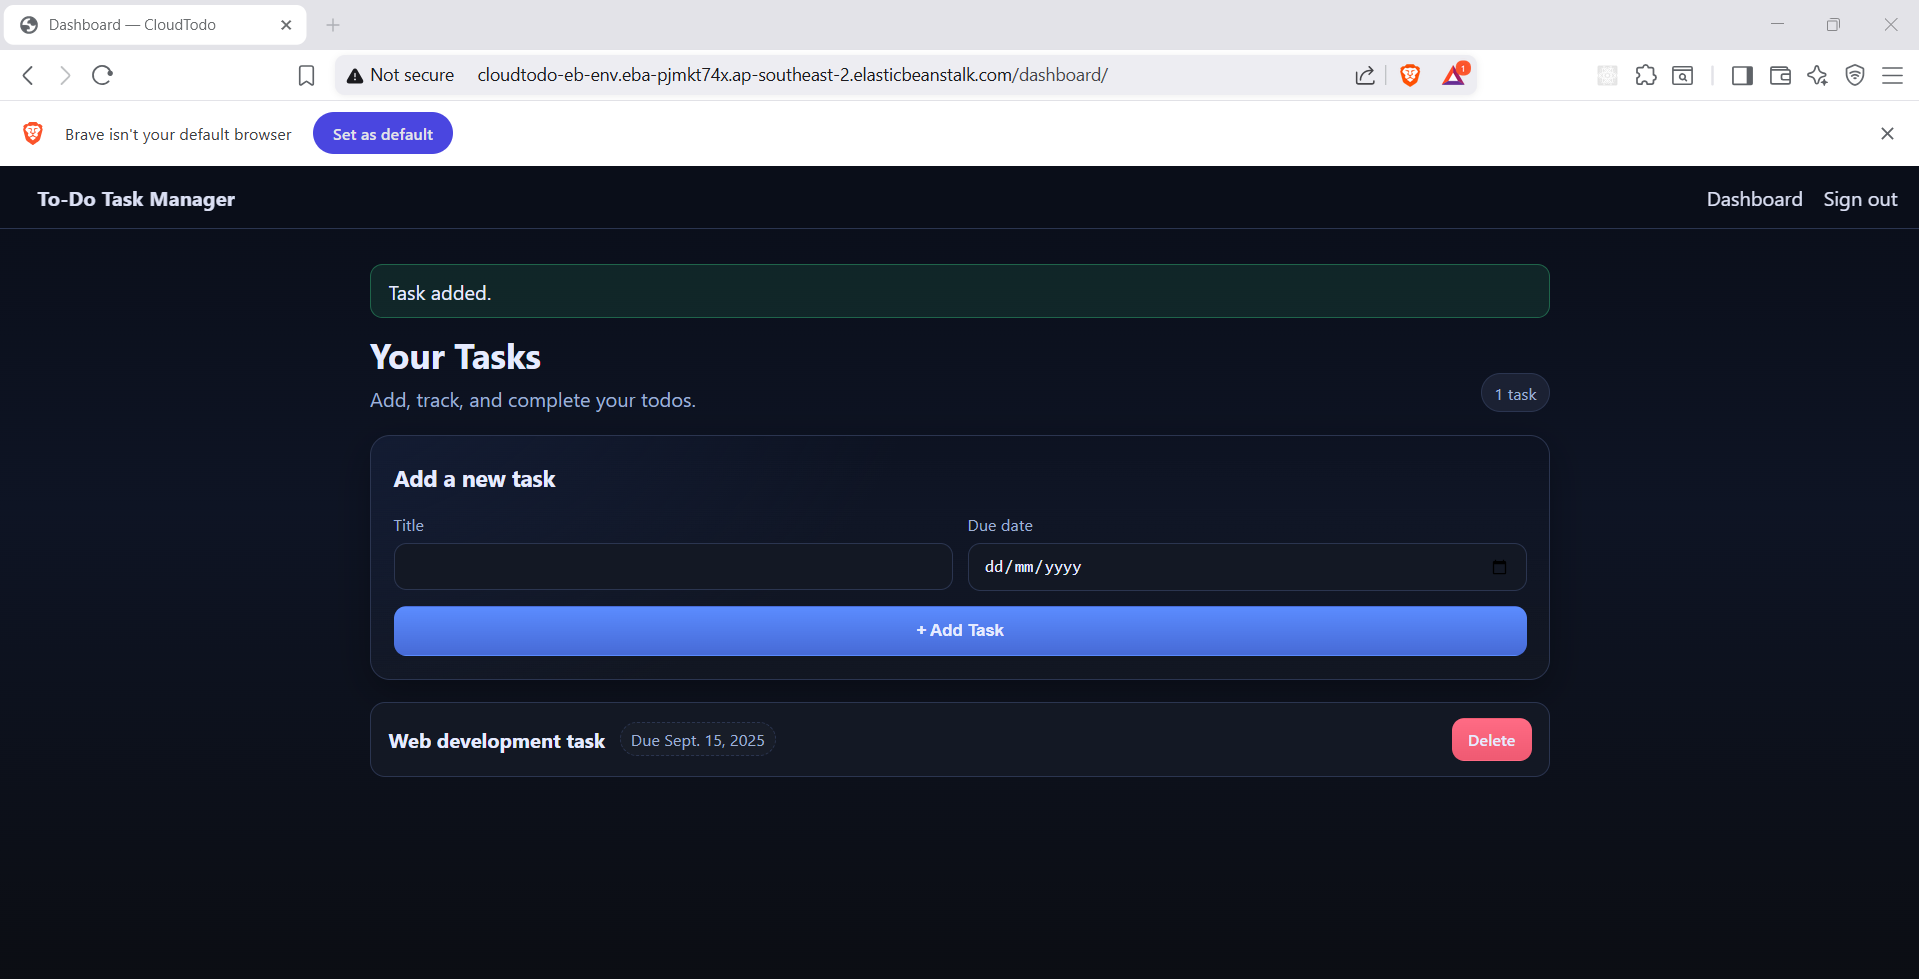 Dashboard — CloudTodo
Not secure cloudtodo-eb-env.eba-pjmkt74x.ap-southeast-2.elasticbeanstalk.com/dashboard/
1
Brave isn't your default browser Set as default
To-Do Task Manager Dashboard Sign out
Task added.
Your Tasks
Add, track, and complete your todos.
1 task
Add a new task
Title Due date
dd/mm/yyyy
+ Add Task
Web development task Due Sept. 15, 2025 Delete